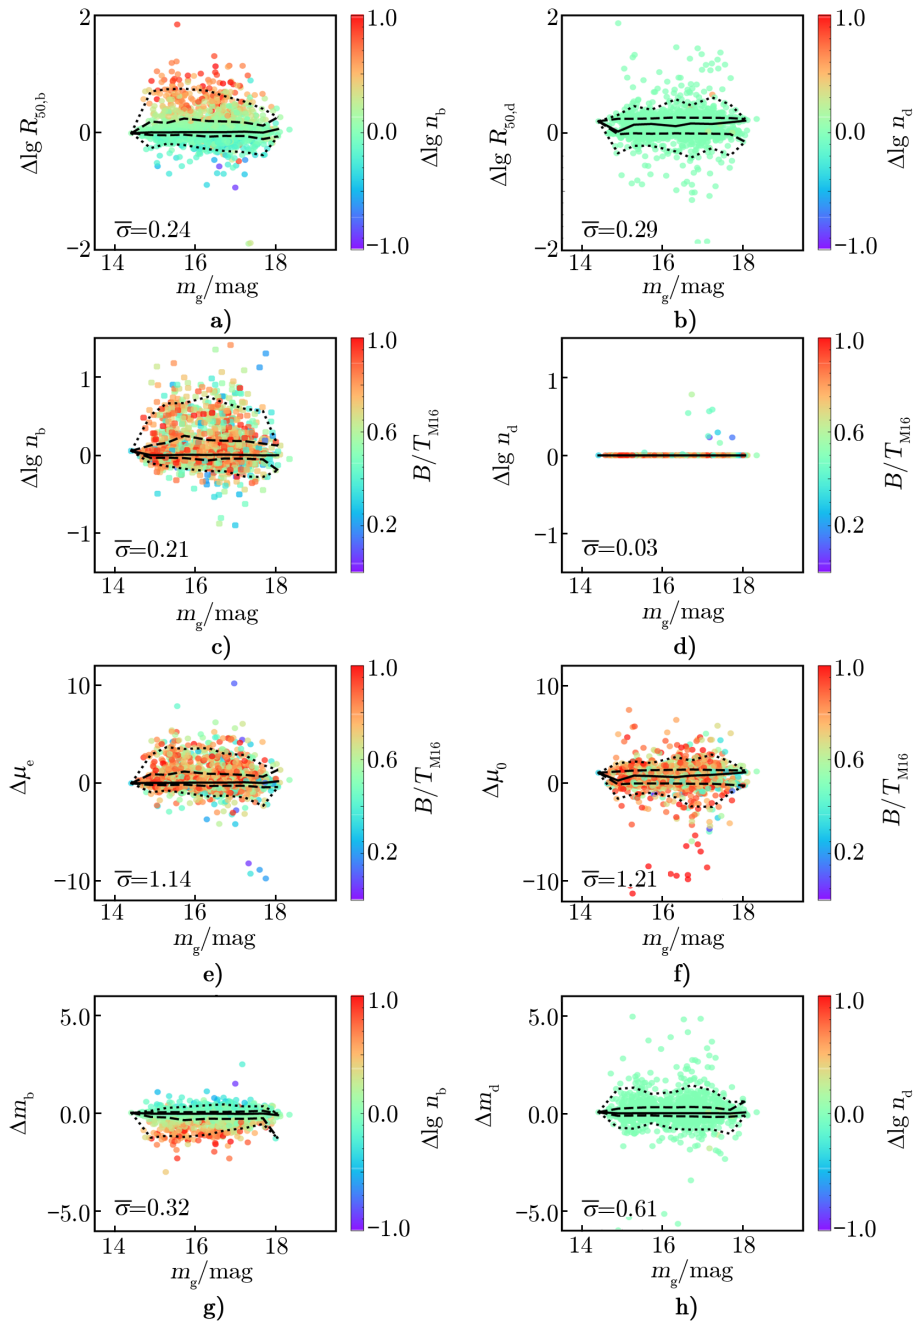 2
1
0
−1
−2
Δlg R50,b
σ̅=0.24
14 16 18
mg/mag
1.0
0.0
−1.0
Δlg nb
a)
2
1
0
−1
−2
Δlg R50,d
σ̅=0.29
14 16 18
mg/mag
1.0
0.0
−1.0
Δlg nd
b)
1
0
−1
Δlg nb
σ̅=0.21
14 16 18
mg/mag
1.0
0.6
0.2
B/TM16
c)
1
0
−1
Δlg nd
σ̅=0.03
14 16 18
mg/mag
1.0
0.6
0.2
B/TM16
d)
10
0
−10
Δμe
σ̅=1.14
14 16 18
mg/mag
1.0
0.6
0.2
B/TM16
e)
10
0
−10
Δμ0
σ̅=1.21
14 16 18
mg/mag
1.0
0.6
0.2
B/TM16
f)
5.0
0.0
−5.0
Δmb
σ̅=0.32
14 16 18
mg/mag
1.0
0.0
−1.0
Δlg nb
g)
5.0
0.0
−5.0
Δmd
σ̅=0.61
14 16 18
mg/mag
1.0
0.0
−1.0
Δlg nd
h)